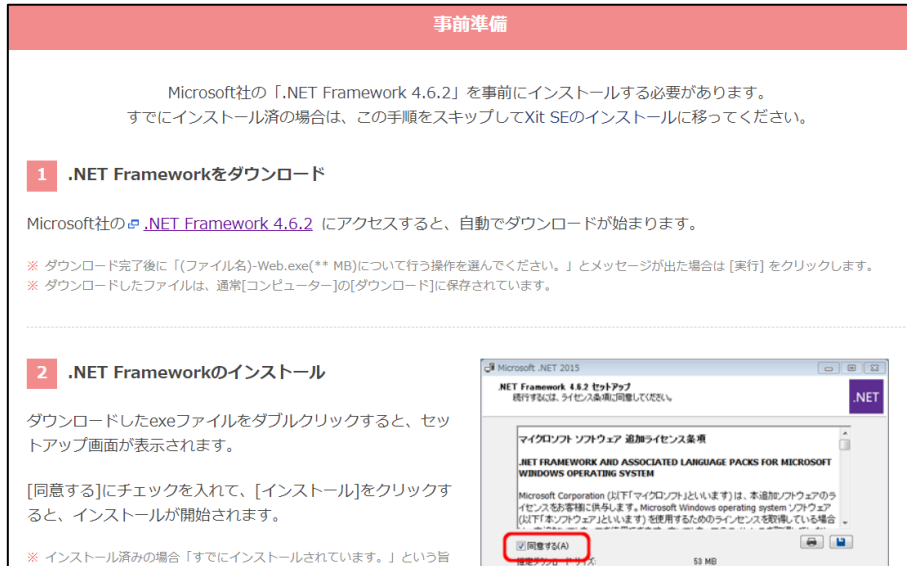 事前準備
Microsoft社の「.NET Framework 4.6.2」を事前にインストールする必要があります。
すでにインストール済の場合は、この手順をスキップしてXit SEのインストールに移ってください。
1 .NET Frameworkをダウンロード
Microsoft社の .NET Framework 4.6.2 にアクセスすると、自動でダウンロードが始まります。
※ ダウンロード完了後に「(ファイル名)-Web.exe(** MB)について行う操作を選んでください。」とメッセージが出た場合は [実行] をクリックします。
※ ダウンロードしたファイルは、通常[コンピューター]の[ダウンロード]に保存されています。
2 .NET Frameworkのインストール
ダウンロードしたexeファイルをダブルクリックすると、セッ
トアップ画面が表示されます。
[同意する]にチェックを入れて、[インストール]をクリックす
ると、インストールが開始されます。
※ インストール済みの場合「すでにインストールされています。」という旨
Microsoft .NET 2015
.NET Framework 4.6.2 セットアップ
続行するには、ライセンス条項に同意してください。
.NET
マイクロソフト ソフトウェア 追加ライセンス条項
.NET FRAMEWORK AND ASSOCIATED LANGUAGE PACKS FOR MICROSOFT
WINDOWS OPERATING SYSTEM
Microsoft Corporation (以下「マイクロソフト」といいます) は、本追加ソフトウェアのラ
イセンスをお客様に供与します。Microsoft Windows operating system ソフトウェア
(以下「本ソフトウェア」といいます) を使用するためのライセンスを取得している場合
同意する(A)
推定ダウンロード サイズ: 53 MB